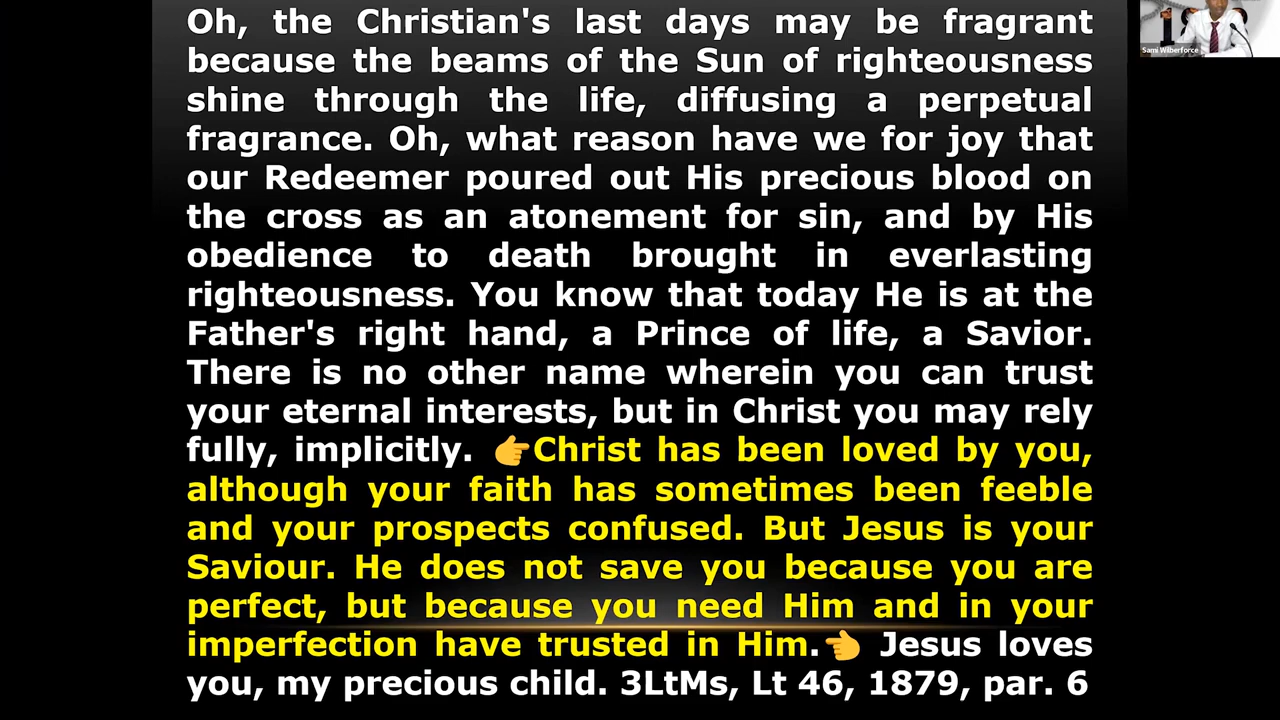 Oh, the Christian's last days may be fragrant
because the beams of the Sun of righteousness
shine through the life, diffusing a perpetual
fragrance. Oh, what reason have we for joy that
our Redeemer poured out His precious blood on
the cross as an atonement for sin, and by His
obedience to death brought in everlasting
righteousness. You know that today He is at the
Father's right hand, a Prince of life, a Savior.
There is no other name wherein you can trust
your eternal interests, but in Christ you may rely
fully, implicitly. 👉Christ has been loved by you,
although your faith has sometimes been feeble
and your prospects confused. But Jesus is your
Saviour. He does not save you because you are
perfect, but because you need Him and in your
imperfection have trusted in Him.👈 Jesus loves
you, my precious child. 3LtMs, Lt 46, 1879, par. 6
Sami Wilberforce